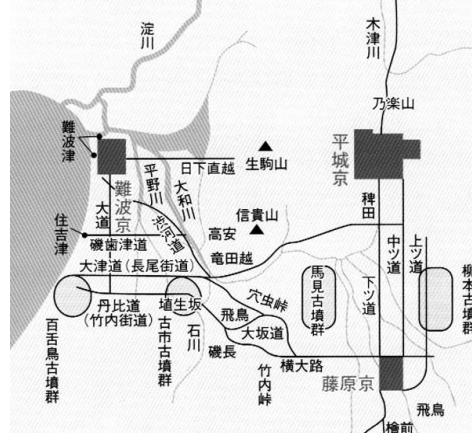 淀川
木津川
乃楽山
難波津
平城京
生駒山
日下直越
平野川
大和川
難波京
大道
渋河道
稗田
信貴山
住吉津
高安
中ツ道
上ツ道
磯歯津道
竜田越
大津道(長尾街道)
馬見古墳群
下ツ道
柳本古墳群
穴虫峠
丹比道
(竹内街道)
埴生坂
飛鳥
百舌鳥古墳群
古市古墳群
石川
大坂道
磯長
竹内峠
横大路
藤原京
飛鳥
檜前